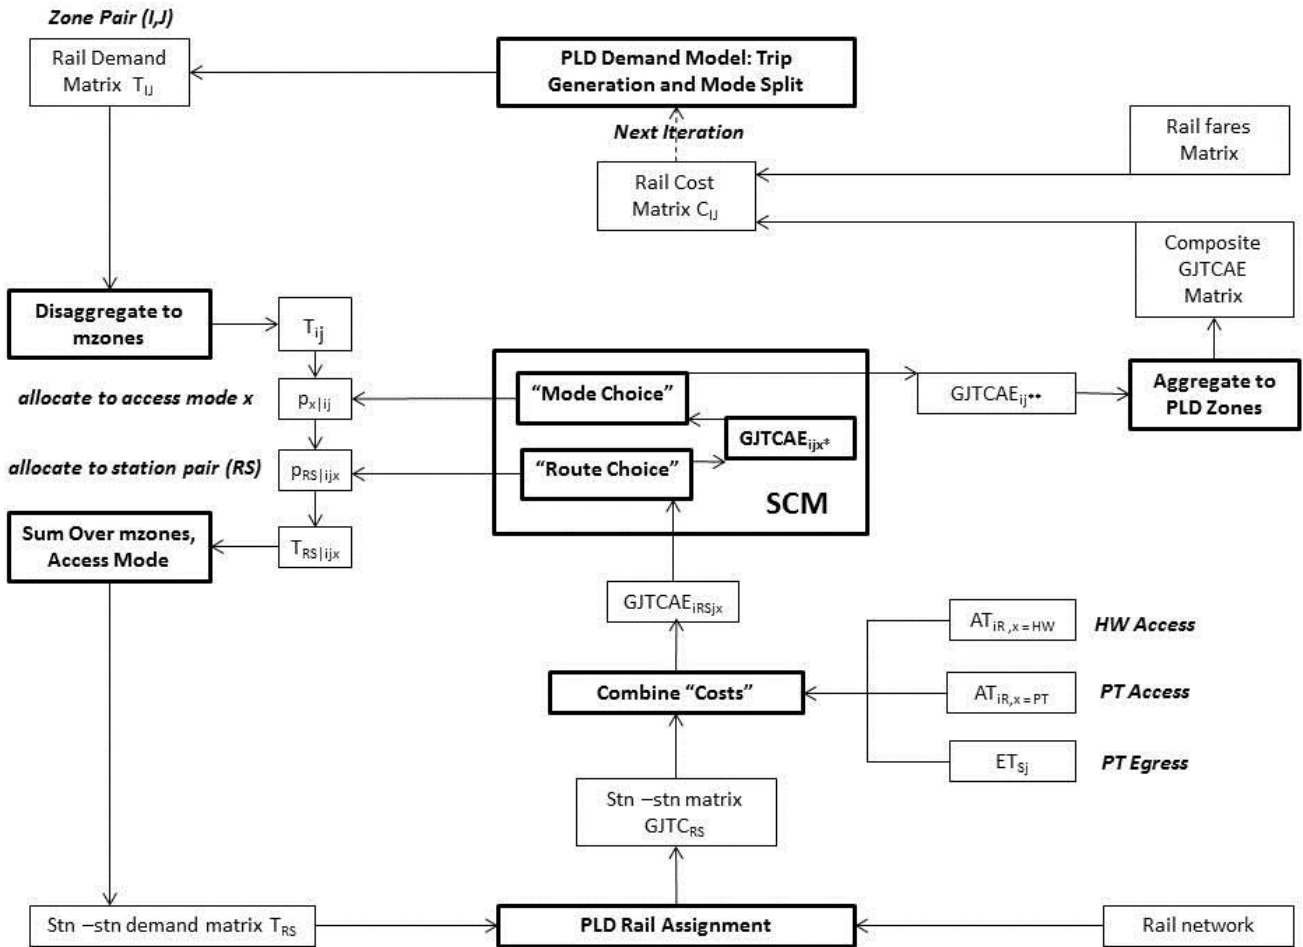 Zone Pair (I,J)
Rail Demand
Matrix T_IJ
PLD Demand Model: Trip
Generation and Mode Split
Next Iteration
Rail fares
Matrix
Rail Cost
Matrix C_IJ
Composite
GJTCAE
Matrix
Disaggregate to
mzones
T_ij
allocate to access mode x
p_x|ij
"Mode Choice"
GJTCAE_ij**
Aggregate to
PLD Zones
GJTCAE_ijx*
allocate to station pair (RS)
p_RS|ijx
"Route Choice"
SCM
Sum Over mzones,
Access Mode
T_RS|ijx
GJTCAE_iRSjx
AT_iR,x=HW
HW Access
Combine "Costs"
AT_iR,x=PT
PT Access
ET_Sj
PT Egress
Stn –stn matrix
GJTC_RS
Stn –stn demand matrix T_RS
PLD Rail Assignment
Rail network